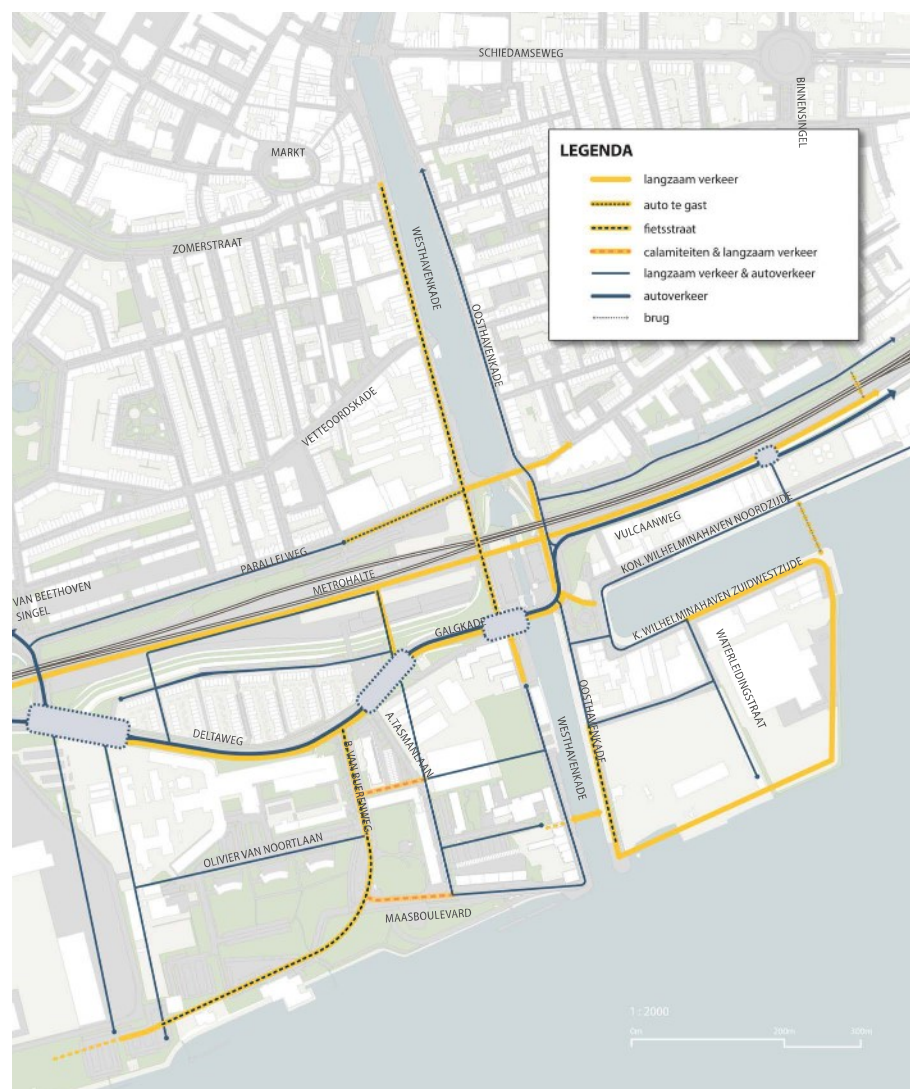 SCHIEDAMSEWEG
BINNENSINGEL
MARKT
LEGENDA
langzaam verkeer
auto te gast
fietsstraat
calamiteiten & langzaam verkeer
langzaam verkeer & autoverkeer
autoverkeer
brug
ZOMERSTRAAT
WESTHAVENKADE
OOSTHAVENKADE
VETTEOORDSKADE
VULCAANWEG
KON. WILHELMINAHAVEN NOORDZIJDE
PARALLELWEG
METROHALTE
VAN BEETHOVEN
SINGEL
GALGKADE
K. WILHELMINAHAVEN ZUIDWESTZIJDE
WATERLEIDINGSTRAAT
DELTAWEG
A.TASMANLAAN
B. VAN BUERENWEG
WESTHAVENKADE
OOSTHAVENKADE
OLIVIER VAN NOORTLAAN
MAASBOULEVARD
1 : 2000
0m
200m
300m